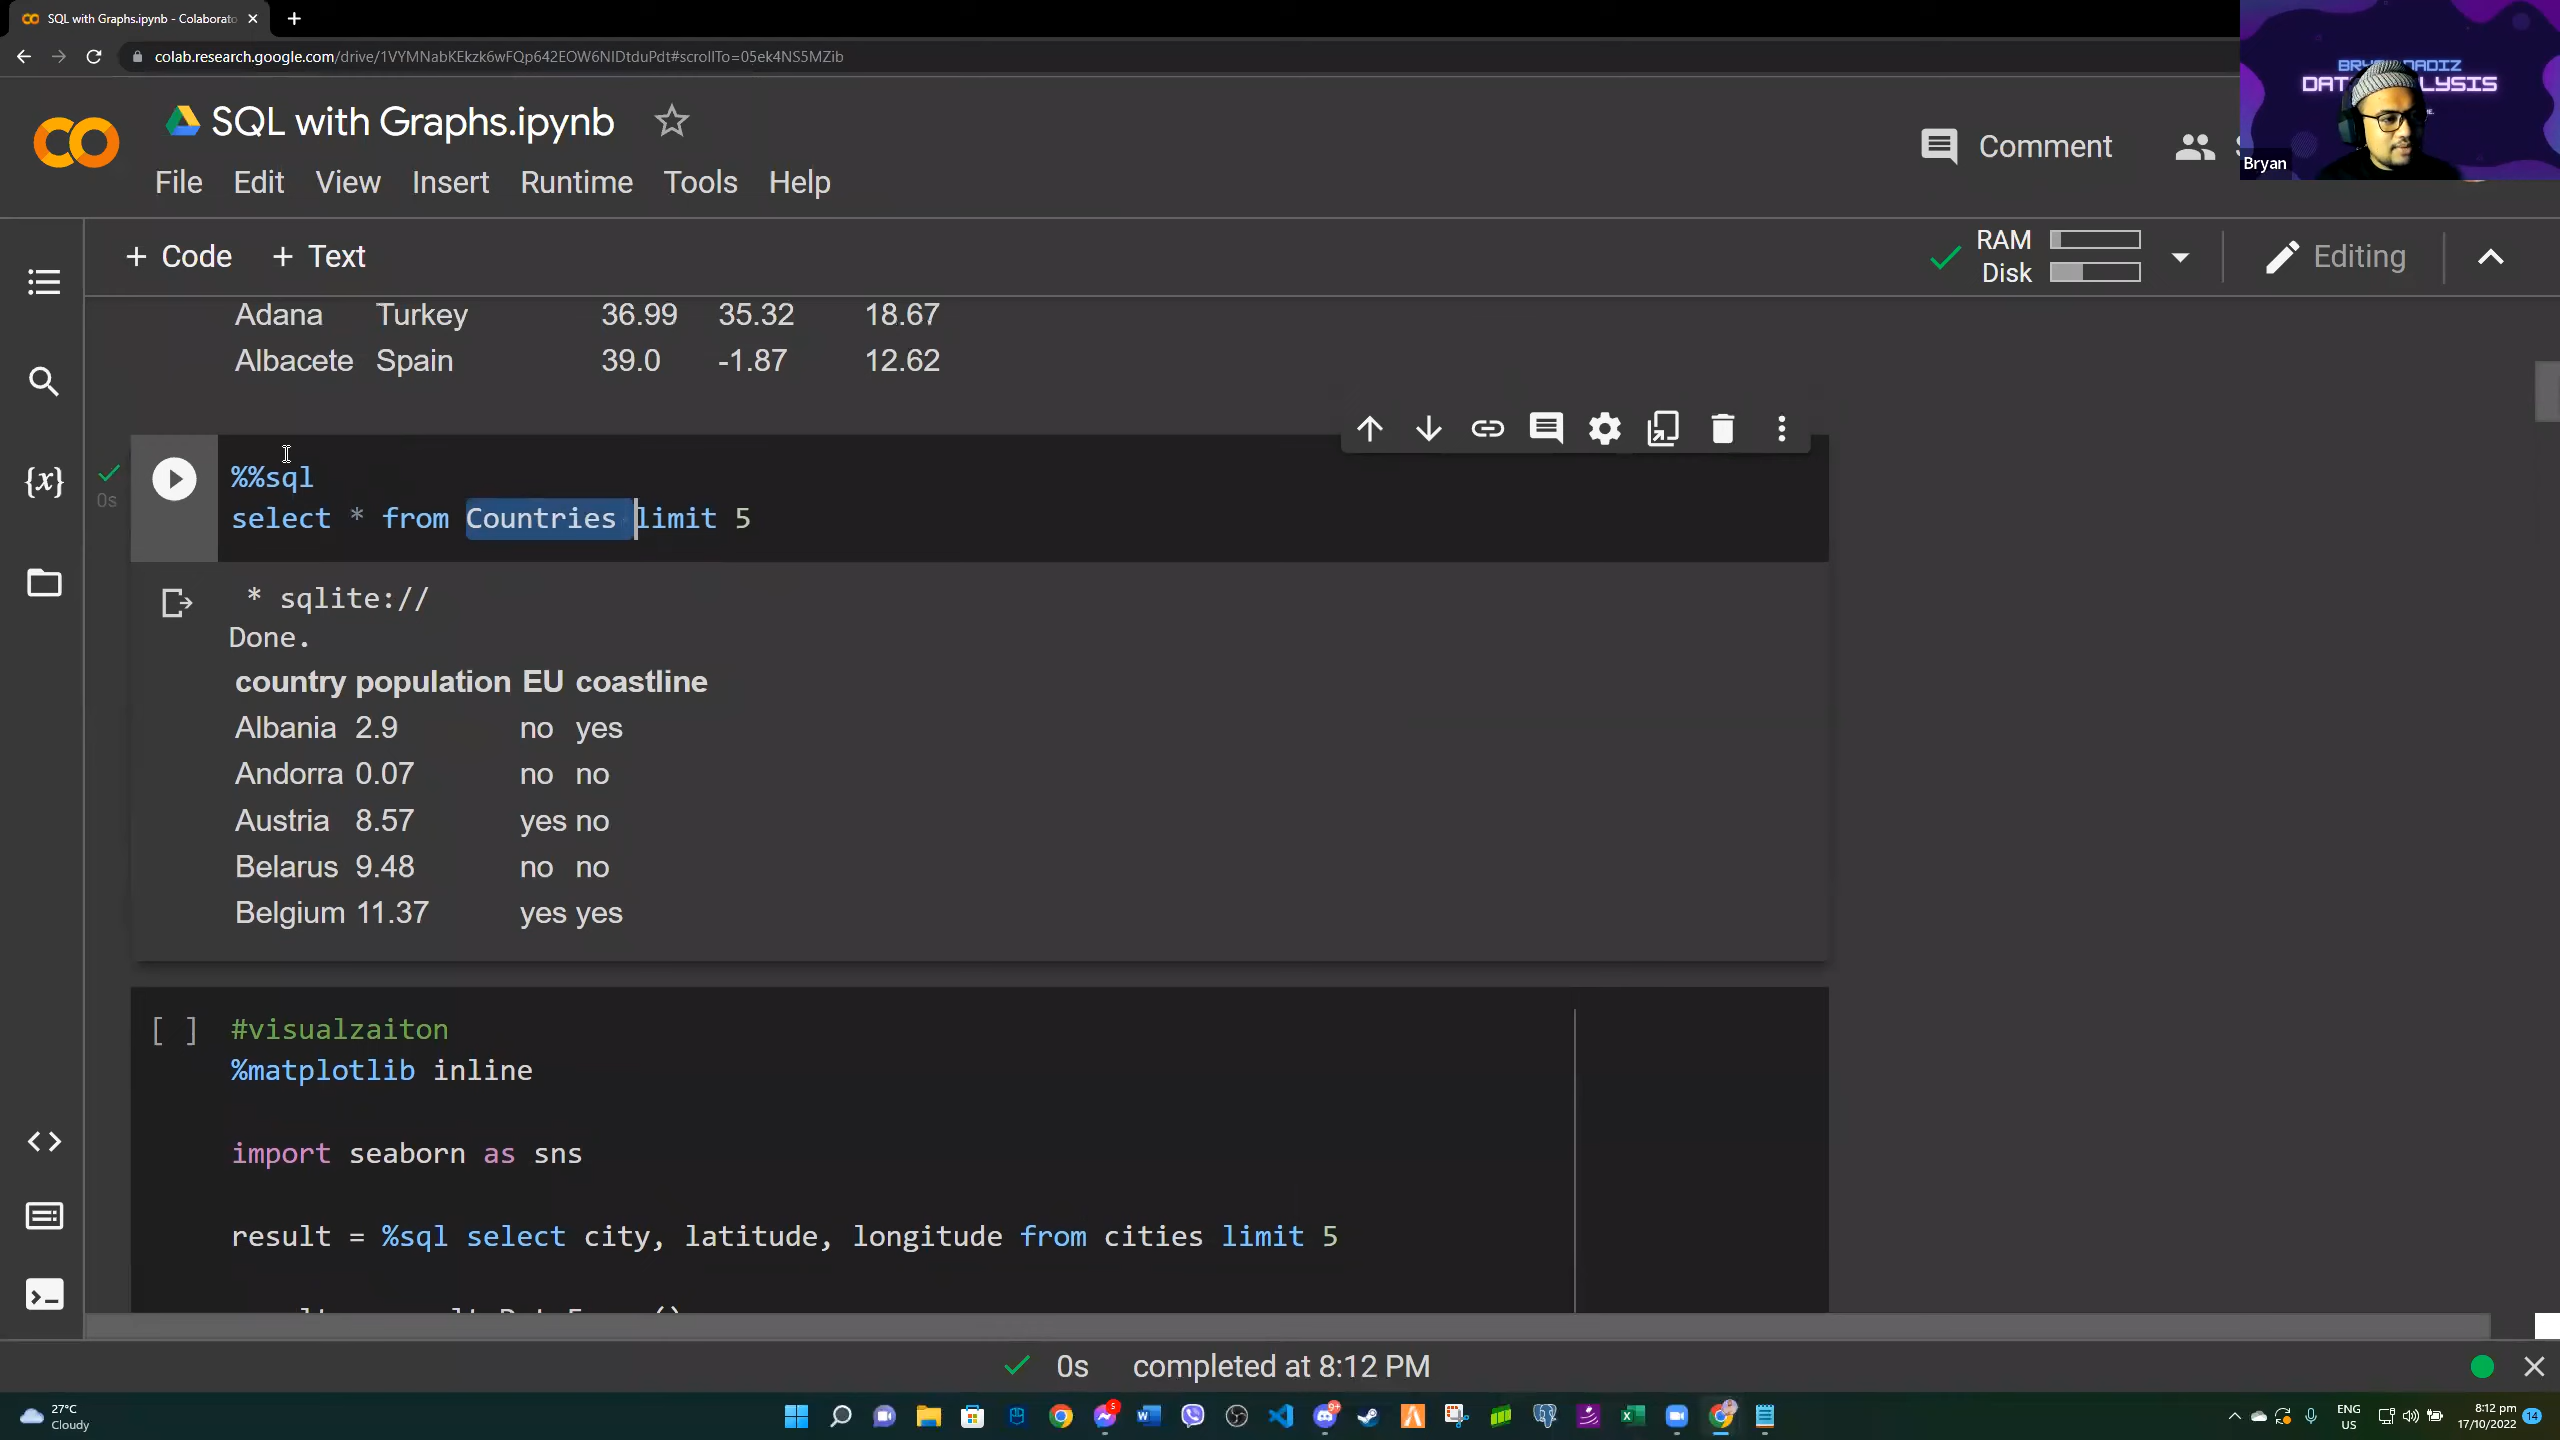 SQL with Graphs.ipynb - Colaborato
colab.research.google.com/drive/1VYMNabKEkzk6wFQp642EOW6NIDtduPdt#scrollTo=05ek4NS5MZib
SQL with Graphs.ipynb
File Edit View Insert Runtime Tools Help
Comment
Bryan
+ Code + Text
RAM
Disk
Editing
Adana Turkey 36.99 35.32 18.67
Albacete Spain 39.0 -1.87 12.62
{x}
0s
%%sql
select * from Countries limit 5
* sqlite://
Done.
country population EU coastline
Albania 2.9 no yes
Andorra 0.07 no no
Austria 8.57 yes no
Belarus 9.48 no no
Belgium 11.37 yes yes
[ ] #visualzaiton
%matplotlib inline
import seaborn as sns
result = %sql select city, latitude, longitude from cities limit 5
0s completed at 8:12 PM
27°C
Cloudy
ENG
US
8:12 pm
17/10/2022
14